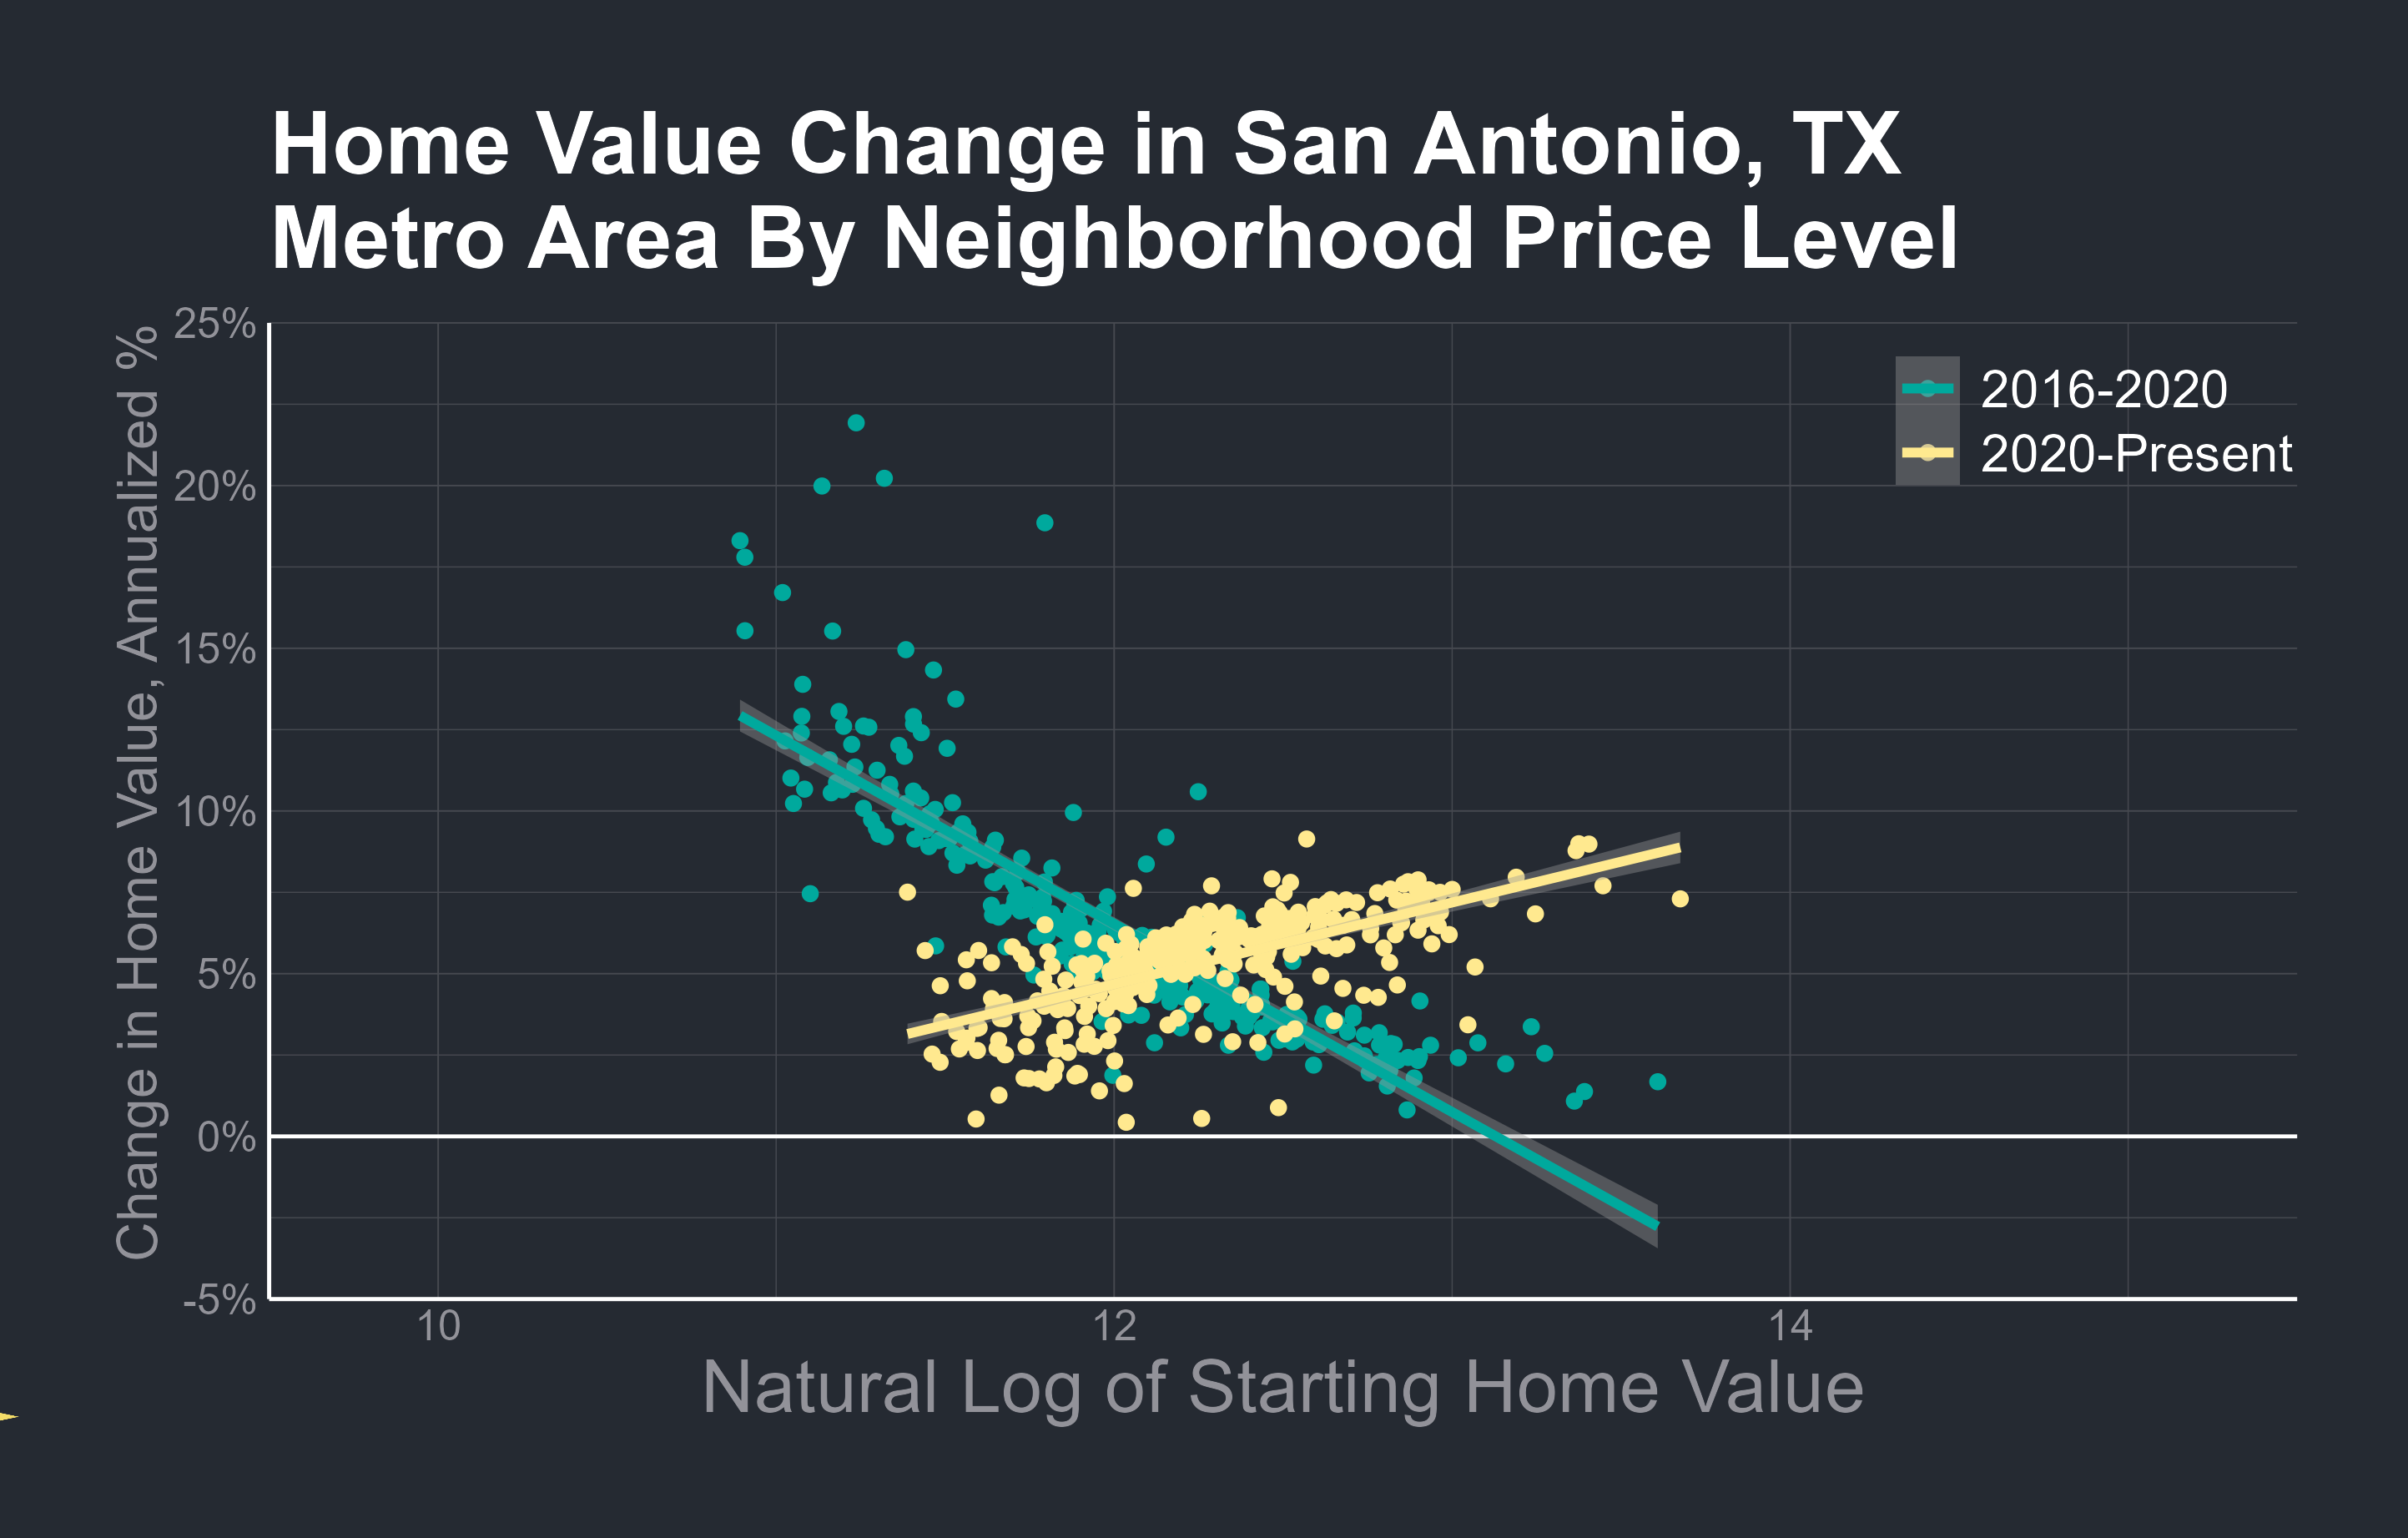 Home Value Change in San Antonio, TX
Metro Area By Neighborhood Price Level
Change in Home Value, Annualized %
25%
20%
15%
10%
5%
0%
-5%
2016-2020
2020-Present
10 12 14
Natural Log of Starting Home Value